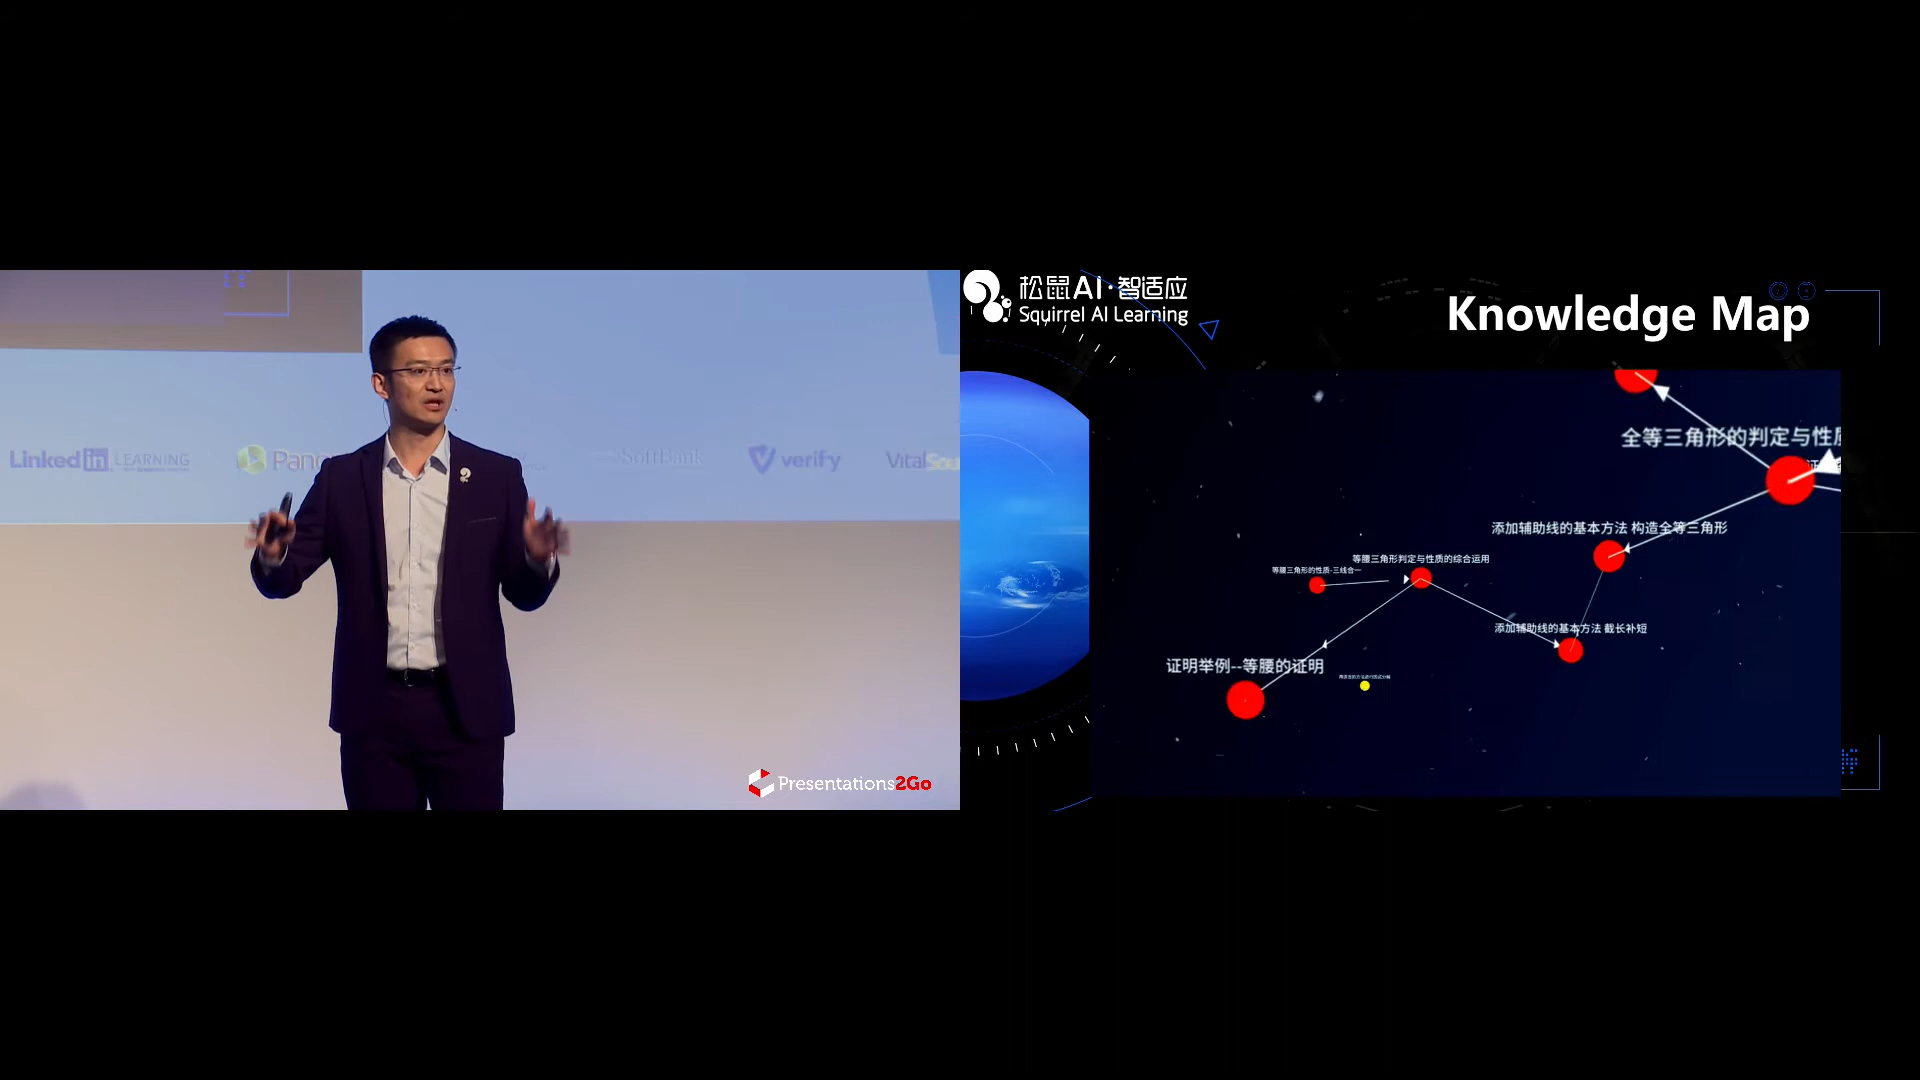 LinkedIn LEARNING
Pan
SoftBank
verify
VitalSou
Presentations2Go
松鼠AI·智适应
Squirrel AI Learning
Knowledge Map
全等三角形的判定与性质
添加辅助线的基本方法 构造全等三角形
等腰三角形判定与性质的综合运用
等腰三角形的性质-三线合一
添加辅助线的基本方法 截长补短
证明举例--等腰的证明